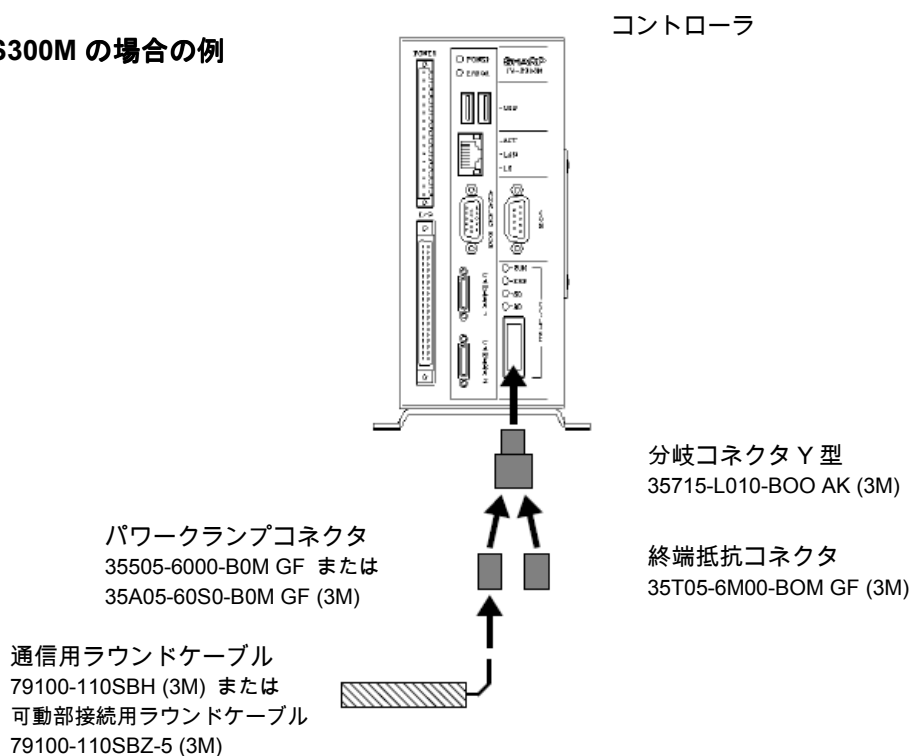 コントローラ
S300M の場合の例
POWER
POWER
ERROR
SHARP
USB
ACT
I/O
分岐コネクタ Y 型
35715-L010-BOO AK (3M)
パワークランプコネクタ
35505-6000-B0M GF または
35A05-60S0-B0M GF (3M)
終端抵抗コネクタ
35T05-6M00-BOM GF (3M)
通信用ラウンドケーブル
79100-110SBH (3M) または
可動部接続用ラウンドケーブル
79100-110SBZ-5 (3M)